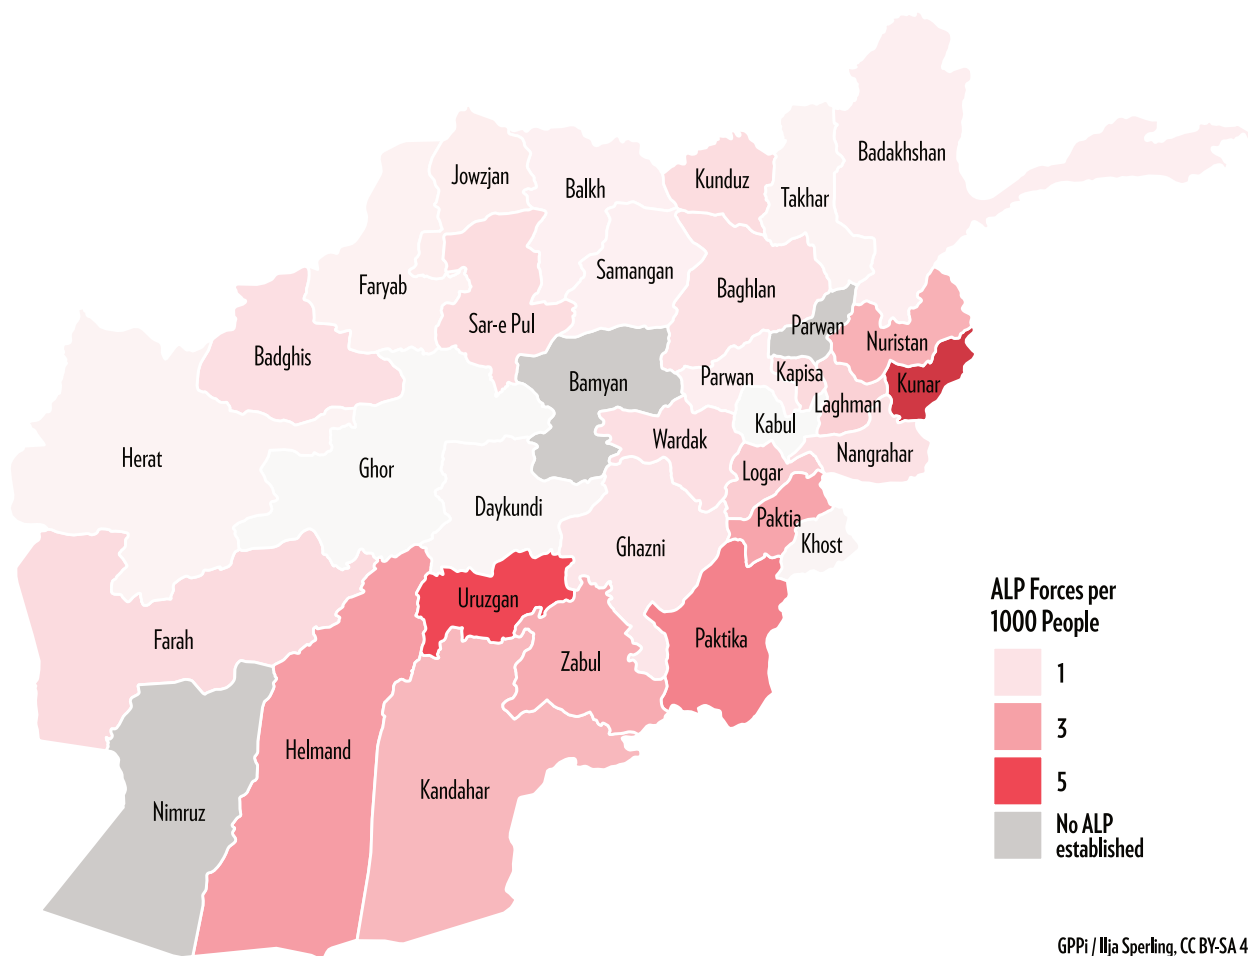 Badakhshan
Jowzjan
Balkh
Kunduz
Takhar
Faryab
Samangan
Baghlan
Sar-e Pul
Parwan
Nuristan
Badghis
Bamyan
Parwan
Kapisa
Kunar
Laghman
Kabul
Wardak
Nangrahar
Herat
Ghor
Logar
Daykundi
Paktia
Ghazni
Khost
Uruzgan
Farah
Zabul
Paktika
Helmand
Kandahar
Nimruz
ALP Forces per
1000 People
1
3
5
No ALP
established
GPPi / Ilja Sperling, CC BY-SA 4